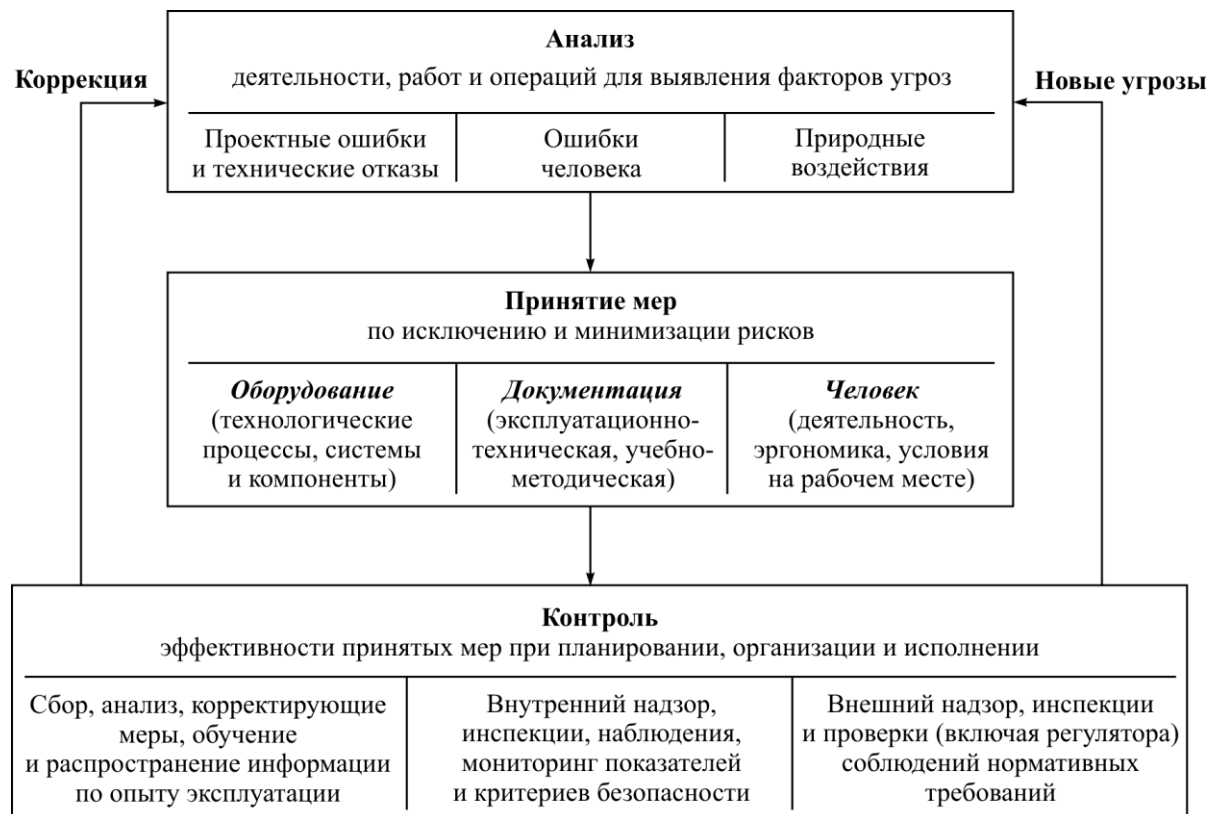 Анализ
деятельности, работ и операций для выявления факторов угроз
Коррекция
Новые угрозы
Проектные ошибки
и технические отказы
Ошибки
человека
Природные
воздействия
Принятие мер
по исключению и минимизации рисков
Оборудование
(технологические
процессы, системы
и компоненты)
Документация
(эксплуатационно-
техническая, учебно-
методическая)
Человек
(деятельность,
эргономика, условия
на рабочем месте)
Контроль
эффективности принятых мер при планировании, организации и исполнении
Сбор, анализ, корректирующие
меры, обучение
и распространение информации
по опыту эксплуатации
Внутренний надзор,
инспекции, наблюдения,
мониторинг показателей
и критериев безопасности
Внешний надзор, инспекции
и проверки (включая регулятора)
соблюдений нормативных
требований